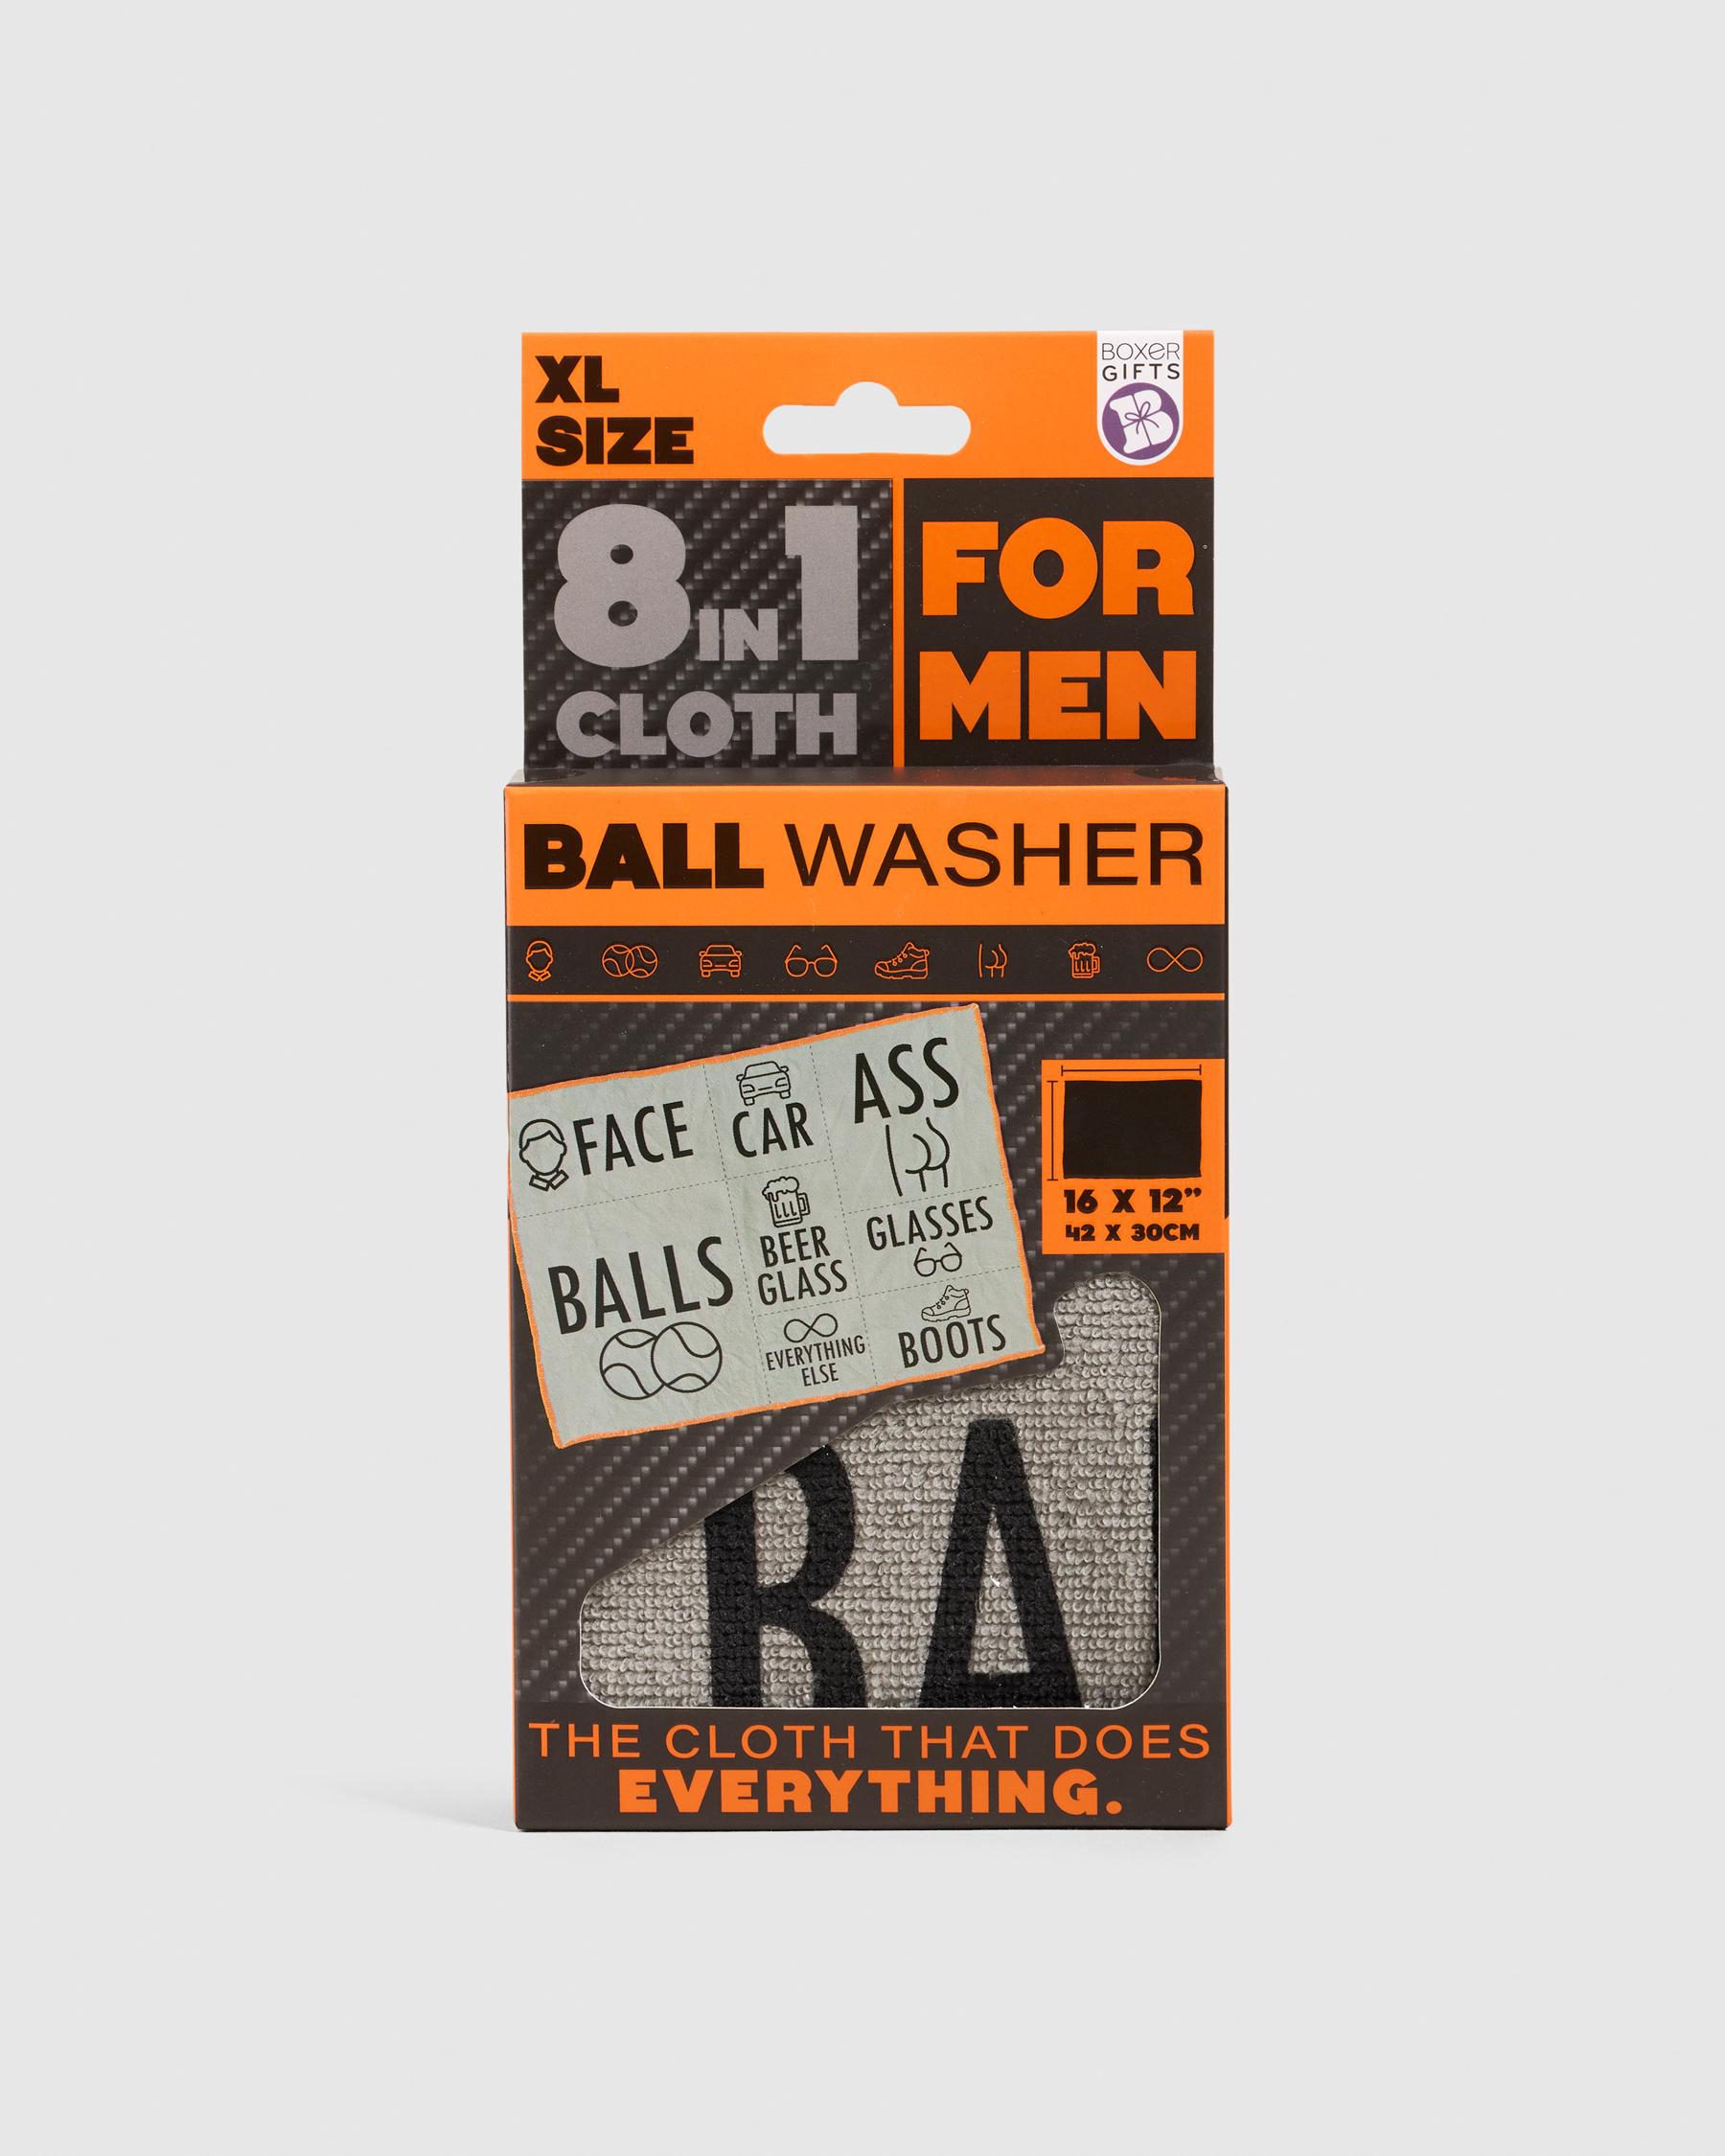 XL
SIZE
BOXER
GIFTS
B
8 IN 1
CLOTH
FOR
MEN
BALL WASHER
FACE
CAR
ASS
BALLS
BEER
GLASS
GLASSES
EVERYTHING
ELSE
BOOTS
16 X 12”
42 X 30CM
BA
THE CLOTH THAT DOES
EVERYTHING.